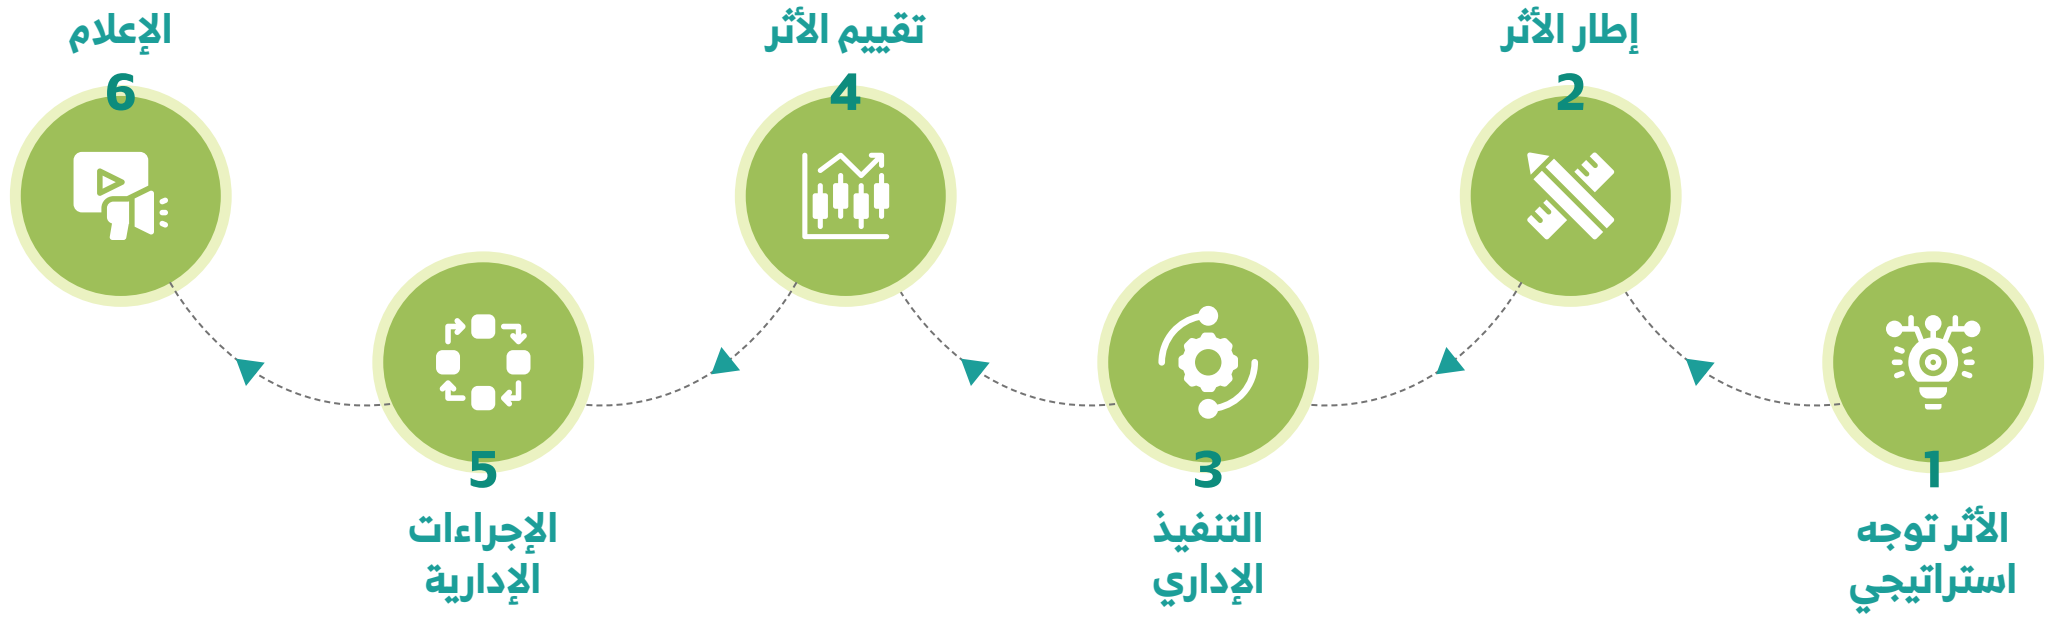 الأثر توجه
استراتيجي
1
إطار الأثر
2
التنفيذ
الإداري
3
تقييم الأثر
4
الإجراءات
الإدارية
5
الإعلام
6